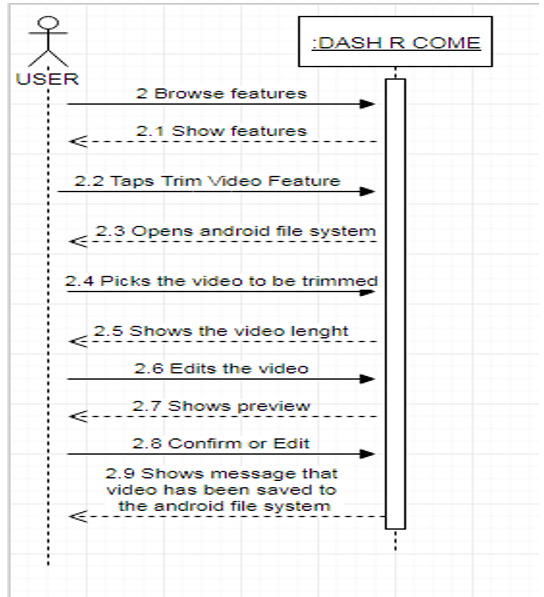 :DASH R COME
USER
2 Browse features
2.1 Show features
2.2 Taps Trim Video Feature
2.3 Opens android file system
2.4 Picks the video to be trimmed
2.5 Shows the video lenght
2.6 Edits the video
2.7 Shows preview
2.8 Confirm or Edit
2.9 Shows message that
video has been saved to
the android file system